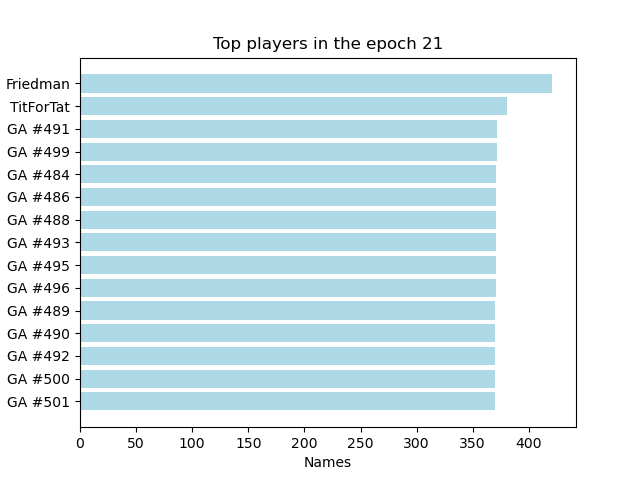 Top players in the epoch 21
Friedman
TitForTat
GA #491
GA #499
GA #484
GA #486
GA #488
GA #493
GA #495
GA #496
GA #489
GA #490
GA #492
GA #500
GA #501
0 50 100 150 200 250 300 350 400
Names